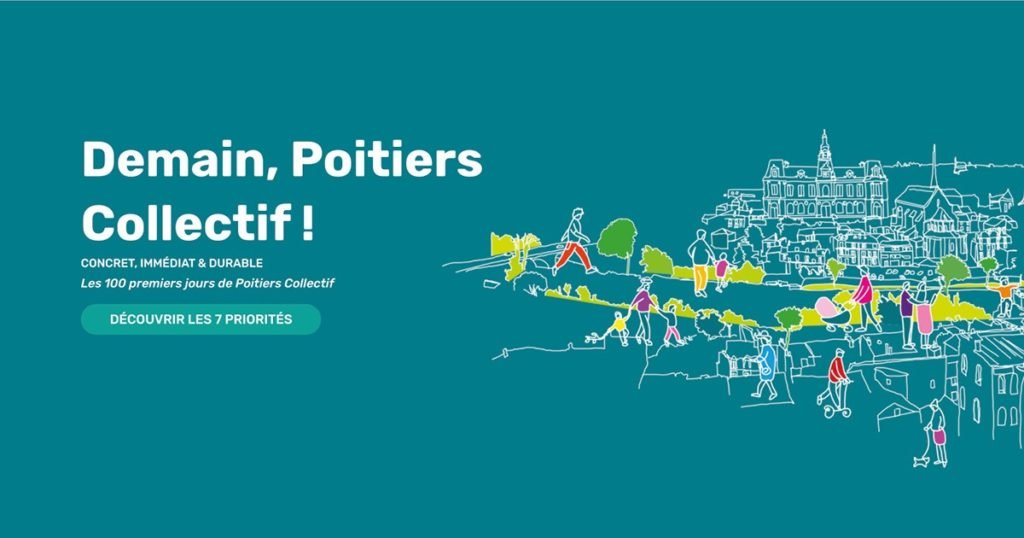 Demain, Poitiers
Collectif !
CONCRET, IMMÉDIAT & DURABLE
Les 100 premiers jours de Poitiers Collectif
DÉCOUVRIR LES 7 PRIORITÉS